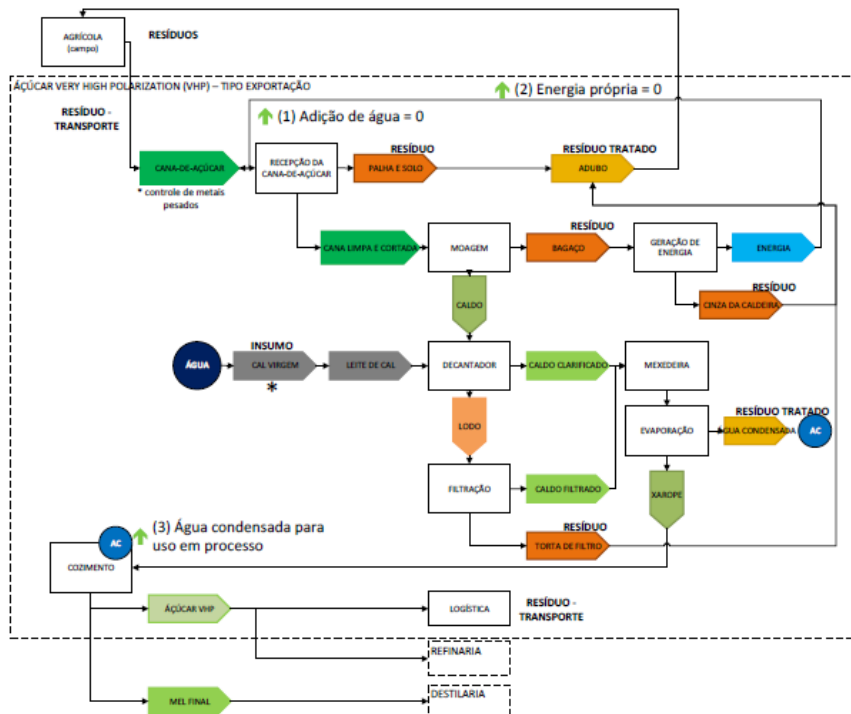 AGRÍCOLA
(campo)
RESÍDUOS
ÁÇÚCAR VERY HIGH POLARIZATION (VHP) – TIPO EXPORTAÇÃO
(2) Energia própria = 0
RESÍDUO -
TRANSPORTE
(1) Adição de água = 0
CANA-DE-AÇÚCAR
* controle de metais
pesados
RECEPÇÃO DA
CANA-DE-AÇÚCAR
RESÍDUO
PALHA E SOLO
RESÍDUO TRATADO
ADUBO
CANA LIMPA E CORTADA
MOAGEM
RESÍDUO
BAGAÇO
GERAÇÃO DE
ENERGIA
ENERGIA
RESÍDUO
CINZA DA CALDEIRA
CALDO
ÁGUA
INSUMO
CAL VIRGEM
*
LEITE DE CAL
DECANTADOR
CALDO CLARIFICADO
MEXEDEIRA
LODO
EVAPORAÇÃO
RESÍDUO TRATADO
ÁGUA CONDENSADA
AC
FILTRAÇÃO
CALDO FILTRADO
XAROPE
RESÍDUO
TORTA DE FILTRO
AC
(3) Água condensada para
uso em processo
COZIMENTO
ÁÇÚCAR VHP
LOGÍSTICA
RESÍDUO -
TRANSPORTE
REFINARIA
MEL FINAL
DESTILARIA